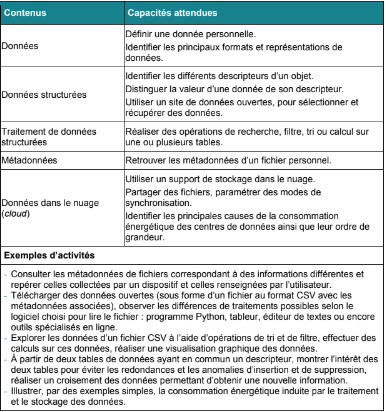 Contenus
Capacités attendues
Données
Définir une donnée personnelle.
Identifier les principaux formats et représentations de
données.
Données structurées
Identifier les différents descripteurs d'un objet.
Distinguer la valeur d'une donnée de son descripteur.
Utiliser un site de données ouvertes, pour sélectionner et
récupérer des données.
Traitement de données
structurées
Réaliser des opérations de recherche, filtre, tri ou calcul sur
une ou plusieurs tables.
Métadonnées
Retrouver les métadonnées d'un fichier personnel.
Données dans le nuage
(cloud)
Utiliser un support de stockage dans le nuage.
Partager des fichiers, paramétrer des modes de
synchronisation.
Identifier les principales causes de la consommation
énergétique des centres de données ainsi que leur ordre de
grandeur.
Exemples d'activités
- Consulter les métadonnées de fichiers correspondant à des informations différentes et
repérer celles collectées par un dispositif et celles renseignées par l'utilisateur.
- Télécharger des données ouvertes (sous forme d'un fichier au format CSV avec les
métadonnées associées), observer les différences de traitements possibles selon le
logiciel choisi pour lire le fichier : programme Python, tableur, éditeur de textes ou encore
outils spécialisés en ligne.
- Explorer les données d'un fichier CSV à l'aide d'opérations de tri et de filtre, effectuer des
calculs sur ces données, réaliser une visualisation graphique des données.
- À partir de deux tables de données ayant en commun un descripteur, montrer l'intérêt des
deux tables pour éviter les redondances et les anomalies d'insertion et de suppression,
réaliser un croisement des données permettant d'obtenir une nouvelle information.
- Illustrer, par des exemples simples, la consommation énergétique induite par le traitement
et le stockage des données.